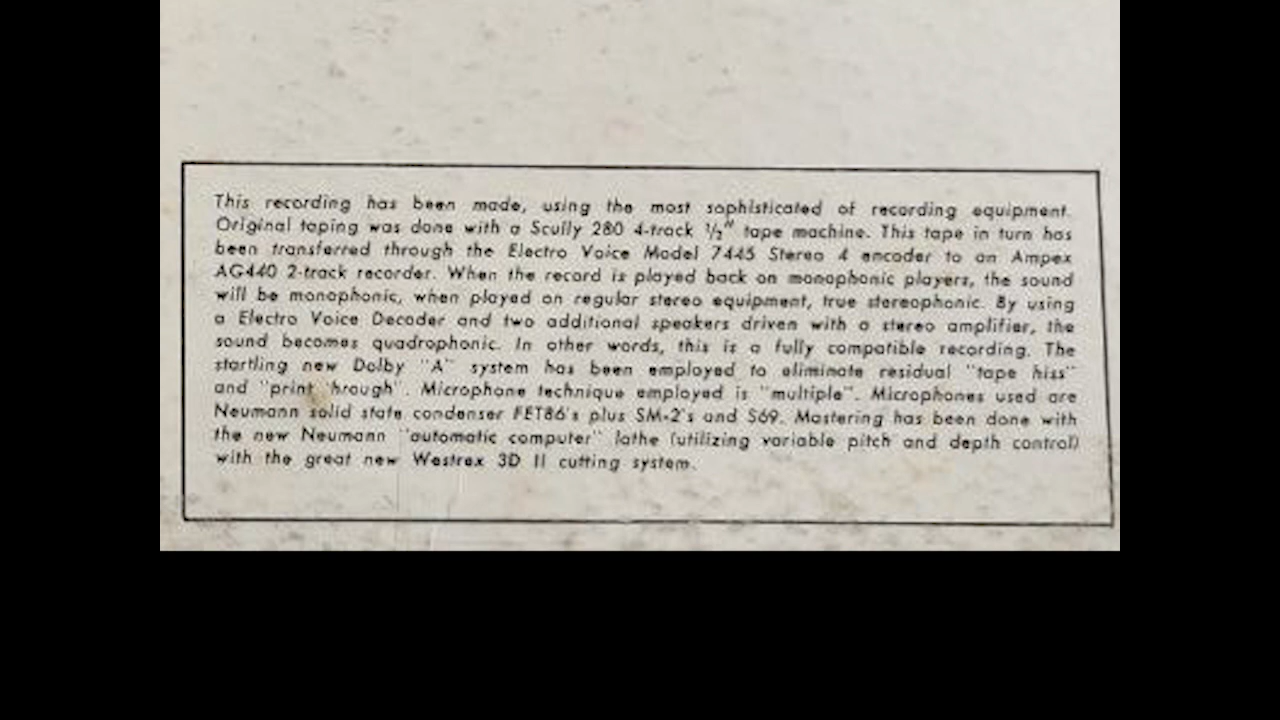 This recording has been made, using the most sophisticated of recording equipment.
Original taping was done with a Scully 280 4-track ½" tape machine. This tape in turn has
been transferred through the Electro Voice Model 7445 Stereo 4 encoder to an Ampex
AG440 2-track recorder. When the record is played back on monophonic players, the sound
will be monophonic, when played on regular stereo equipment, true stereophonic. By using
a Electro Voice Decoder and two additional speakers driven with a stereo amplifier, the
sound becomes quadrophonic. In other words, this is a fully compatible recording. The
startling new Dolby "A" system has been employed to eliminate residual "tape hiss"
and "print hrough". Microphone technique employed is "multiple". Microphones used are
Neumann solid state condenser FET86's plus SM-2's and S69. Mastering has been done with
the new Neumann "automatic computer" lathe (utilizing variable pitch and depth control)
with the great new Westrex 3D II cutting system.